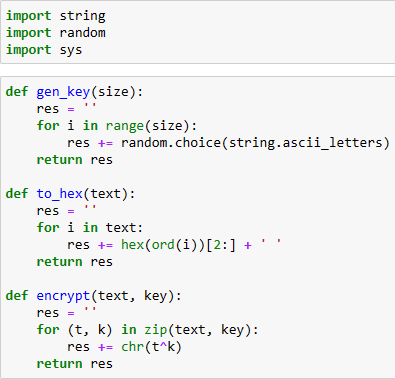 import string
import random
import sys
def gen_key(size):
    res = ''
    for i in range(size):
        res += random.choice(string.ascii_letters)
    return res
def to_hex(text):
    res = ''
    for i in text:
        res += hex(ord(i))[2:] + ' '
    return res
def encrypt(text, key):
    res = ''
    for (t, k) in zip(text, key):
        res += chr(t^k)
    return res